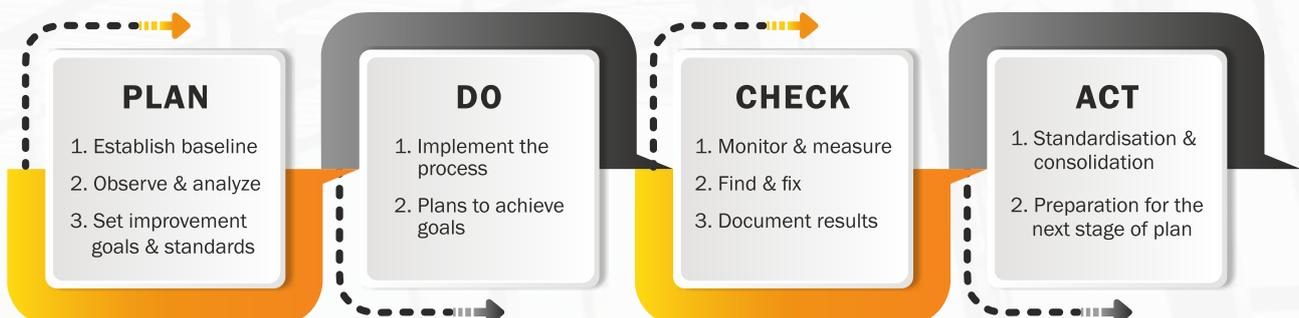 PLAN
1. Establish baseline
2. Observe & analyze
3. Set improvement
goals & standards
DO
1. Implement the
process
2. Plans to achieve
goals
CHECK
1. Monitor & measure
2. Find & fix
3. Document results
ACT
1. Standardisation &
consolidation
2. Preparation for the
next stage of plan